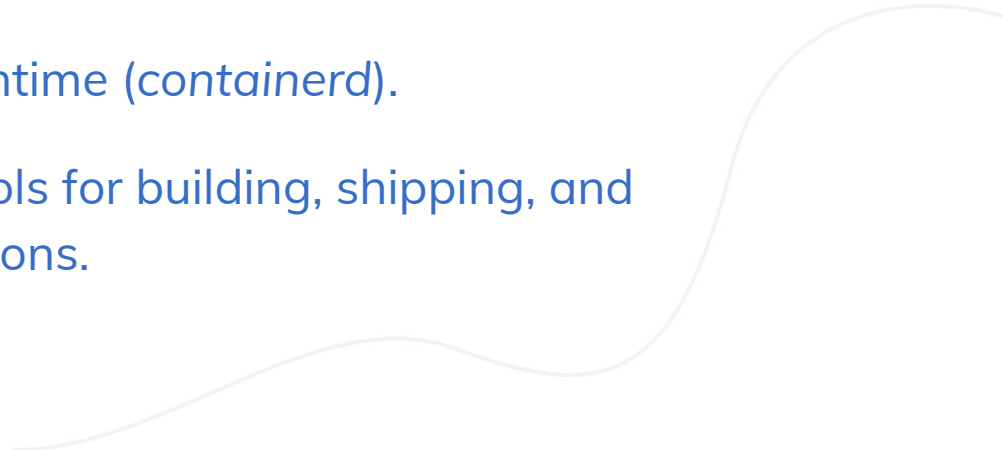 ntime (containerd).
ols for building, shipping, and
ons.